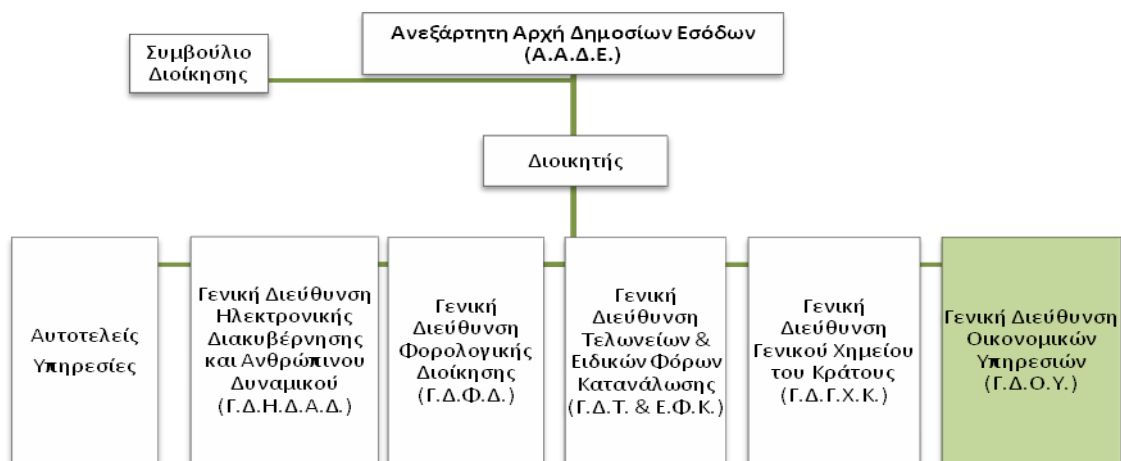 Ανεξάρτητη Αρχή Δημοσίων Εσόδων
(Α.Α.Δ.Ε.)
Συμβούλιο
Διοίκησης
Διοικητής
Αυτοτελείς
Υπηρεσίες
Γενική Διεύθυνση
Ηλεκτρονικής
Διακυβέρνησης
και Ανθρώπινου
Δυναμικού
(Γ.Δ.Η.Δ.Α.Δ.)
Γενική
Διεύθυνση
Φορολογικής
Διοίκησης
(Γ.Δ.Φ.Δ.)
Γενική
Διεύθυνση
Τελωνείων &
Ειδικών Φόρων
Κατανάλωσης
(Γ.Δ.Τ. & Ε.Φ.Κ.)
Γενική
Διεύθυνση
Γενικού Χημείου
του Κράτους
(Γ.Δ.Γ.Χ.Κ.)
Γενική Διεύθυνση
Οικονομικών
Υπηρεσιών
(Γ.Δ.Ο.Υ.)